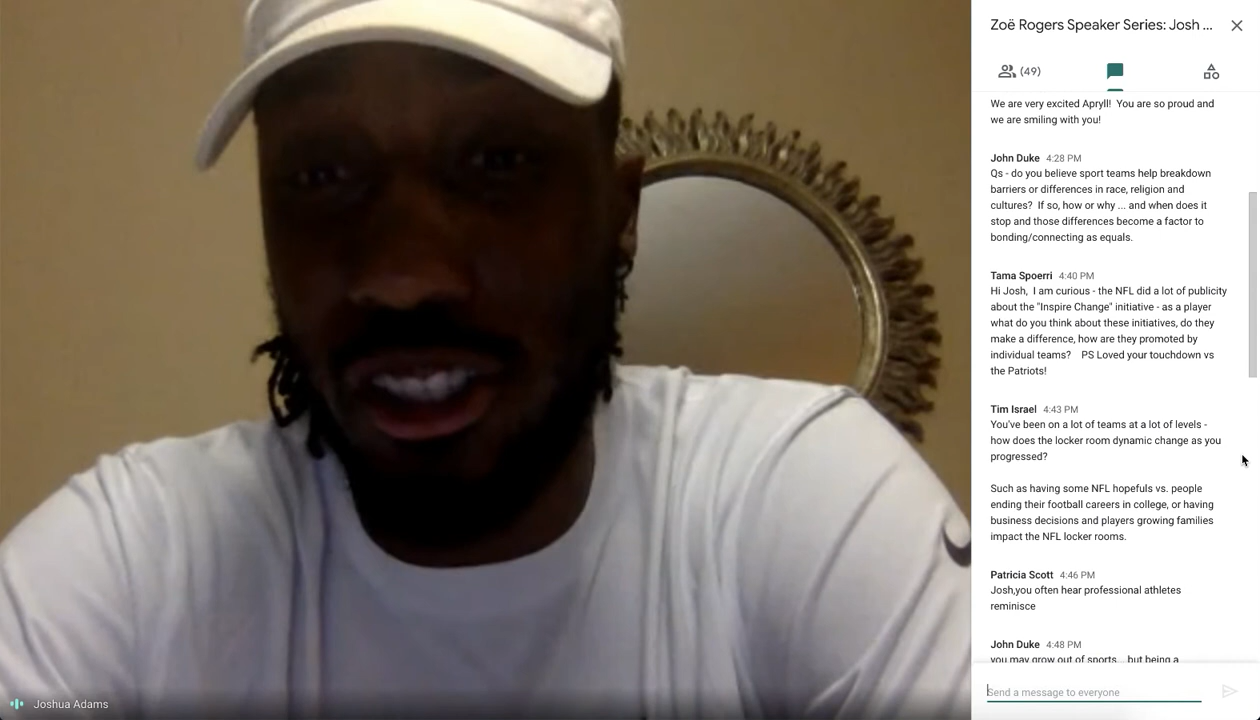 Zoë Rogers Speaker Series: Josh ...
(49)
We are very excited Apryll! You are so proud and
we are smiling with you!
John Duke 4:28 PM
Qs - do you believe sport teams help breakdown
barriers or differences in race, religion and
cultures? If so, how or why ... and when does it
stop and those differences become a factor to
bonding/connecting as equals.
Tama Spoerri 4:40 PM
Hi Josh, I am curious - the NFL did a lot of publicity
about the "Inspire Change" initiative - as a player
what do you think about these initiatives, do they
make a difference, how are they promoted by
individual teams? PS Loved your touchdown vs
the Patriots!
Tim Israel 4:43 PM
You've been on a lot of teams at a lot of levels -
how does the locker room dynamic change as you
progressed?
Such as having some NFL hopefuls vs. people
ending their football careers in college, or having
business decisions and players growing families
impact the NFL locker rooms.
Patricia Scott 4:46 PM
Josh,you often hear professional athletes
reminisce
John Duke 4:48 PM
you may grow out of sports .. but being a
Send a message to everyone
Joshua Adams